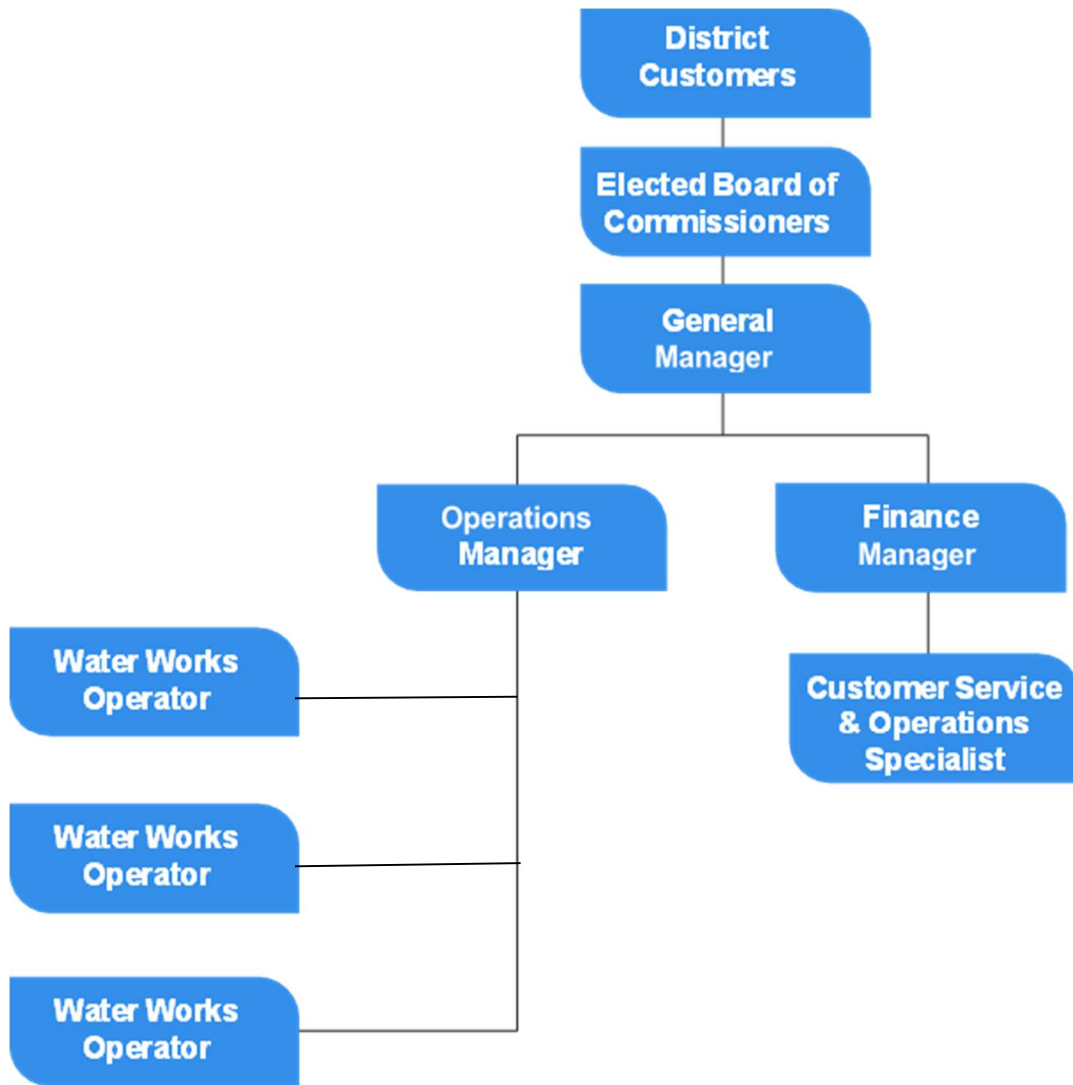 District
Customers
Elected Board of
Commissioners
General
Manager
Operations
Manager
Finance
Manager
Water Works
Operator
Customer Service
& Operations
Specialist
Water Works
Operator
Water Works
Operator